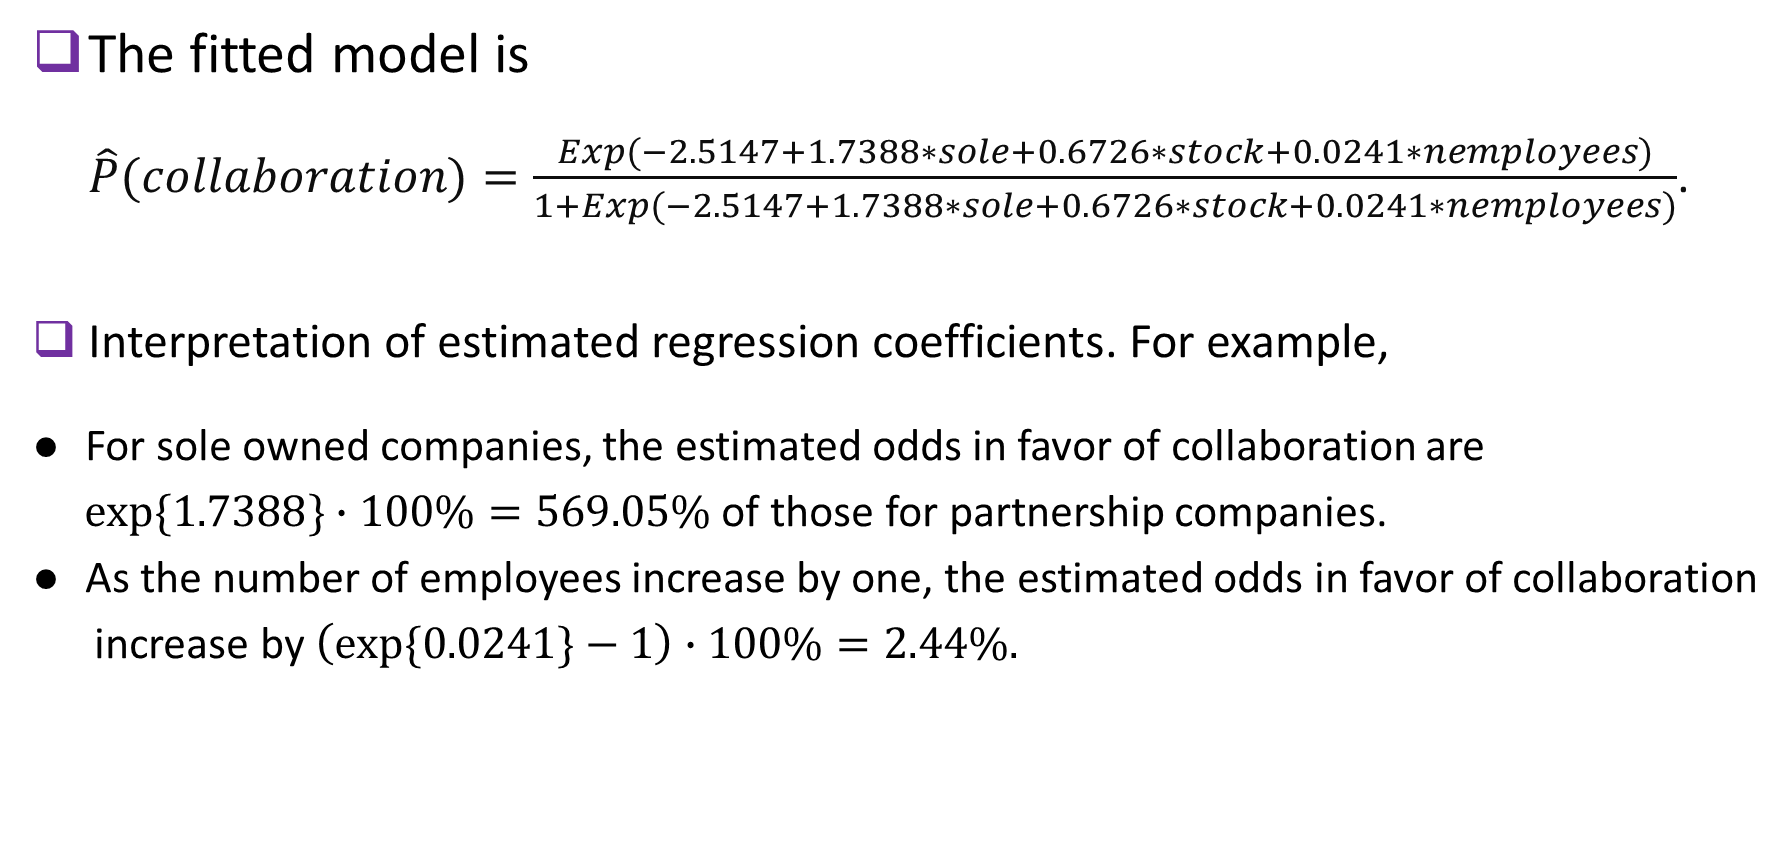 ❑The fitted model is
P̂(collaboration) = Exp(−2.5147+1.7388∗sole+0.6726∗stock+0.0241∗nemployees)
1+Exp(−2.5147+1.7388∗sole+0.6726∗stock+0.0241∗nemployees).
❑ Interpretation of estimated regression coefficients. For example,
● For sole owned companies, the estimated odds in favor of collaboration are
exp{1.7388} · 100% = 569.05% of those for partnership companies.
● As the number of employees increase by one, the estimated odds in favor of collaboration
increase by (exp{0.0241} − 1) · 100% = 2.44%.